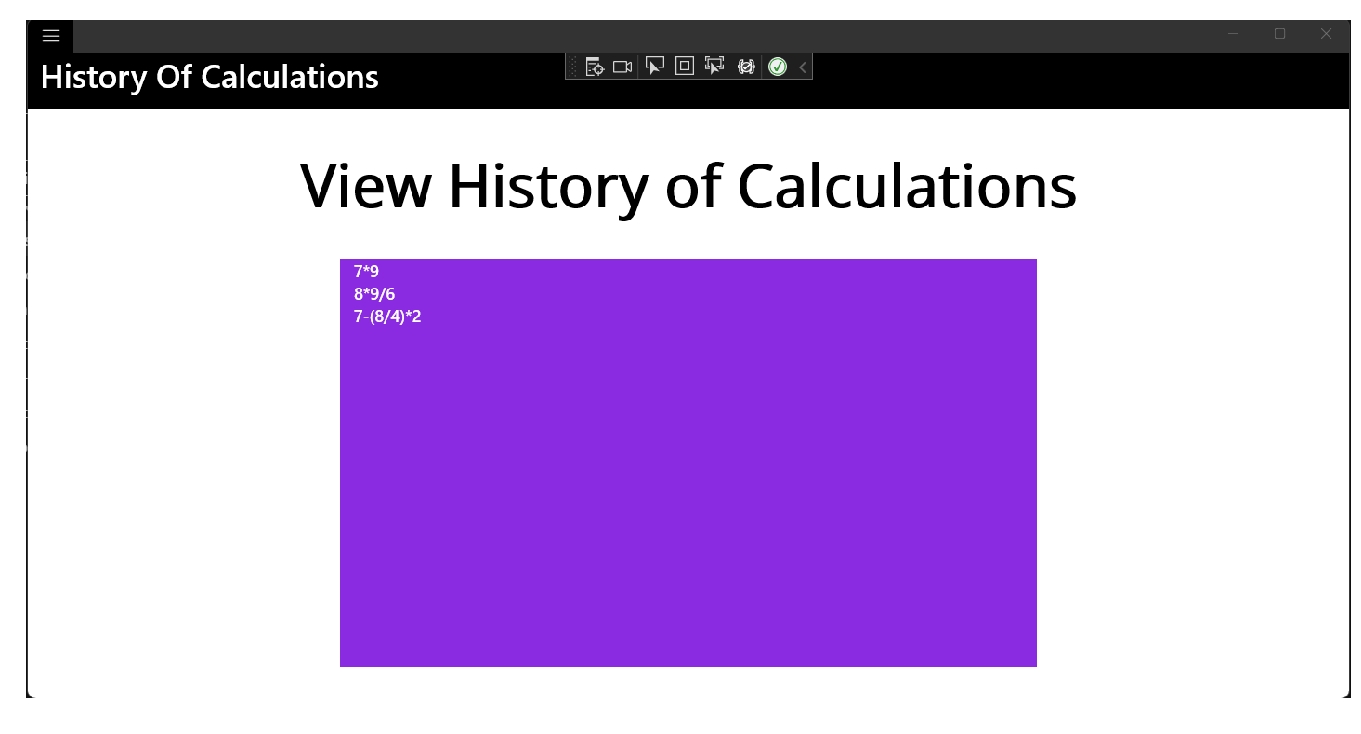 History Of Calculations
View History of Calculations
7*9
8*9/6
7-(8/4)*2